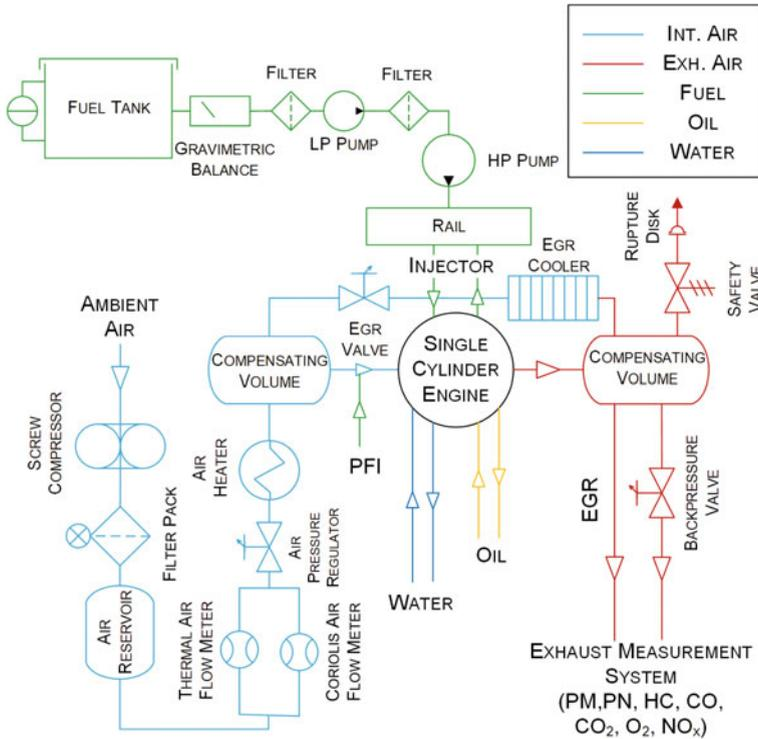 INT. AIR
EXH. AIR
FUEL
OIL
WATER
FUEL TANK
GRAVIMETRIC
BALANCE
FILTER
LP PUMP
FILTER
HP PUMP
RAIL
INJECTOR
EGR
COOLER
RUPTURE
DISK
SAFETY
VALVE
AMBIENT
AIR
COMPENSATING
VOLUME
EGR
VALVE
SINGLE
CYLINDER
ENGINE
COMPENSATING
VOLUME
SCREW
COMPRESSOR
AIR
HEATER
PFI
EGR
BACKPRESSURE
VALVE
FILTER PACK
AIR
PRESSURE
REGULATOR
OIL
WATER
AIR
RESERVOIR
THERMAL AIR
FLOW METER
CORIOLIS AIR
FLOW METER
EXHAUST MEASUREMENT
SYSTEM
(PM,PN, HC, CO,
CO₂, O₂, NOₓ)